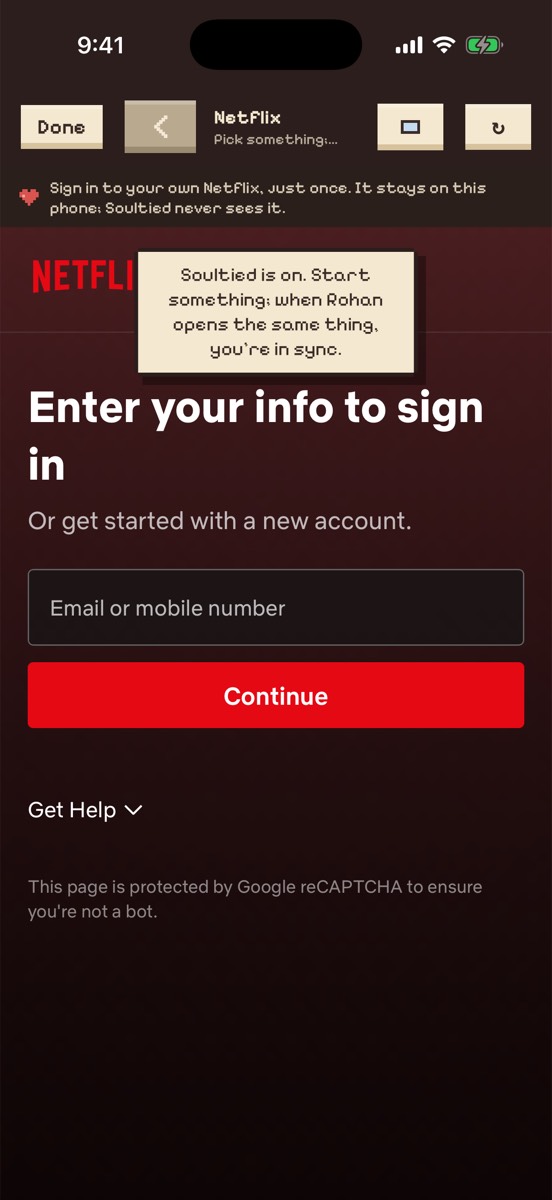 9:41
Done
Netflix
Pick something;...
Sign in to your own Netflix, just once. It stays on this
phone; Soultied never sees it.
NETFLI
Soultied is on. Start
something; when Rohan
opens the same thing,
you're in sync.
Enter your info to sign
in
Or get started with a new account.
Email or mobile number
Continue
Get Help
This page is protected by Google reCAPTCHA to ensure
you're not a bot.